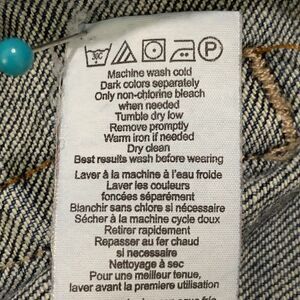 Machine wash cold
Dark colors separately
Only non-chlorine bleach
when needed
Tumble dry low
Remove promptly
Warm iron if needed
Dry clean
Best results wash before wearing
Laver à la machine à l'eau froide
Laver les couleurs
foncées séparément
Blanchir sans chlore si nécessaire
Sécher à la machine cycle doux
Retirer rapidement
Repasser au fer chaud
si necessaire
Nettoyage à sec
Pour une meilleur tenue,
laver avant la premiere utilisation